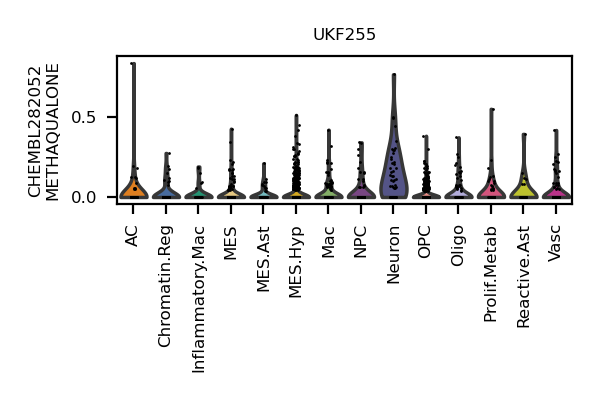 UKF255
CHEMBL282052
METHAQUALONE
0.5
0.0
AC
Chromatin.Reg
Inflammatory.Mac
MES
MES.Ast
MES.Hyp
Mac
NPC
Neuron
OPC
Oligo
Prolif.Metab
Reactive.Ast
Vasc